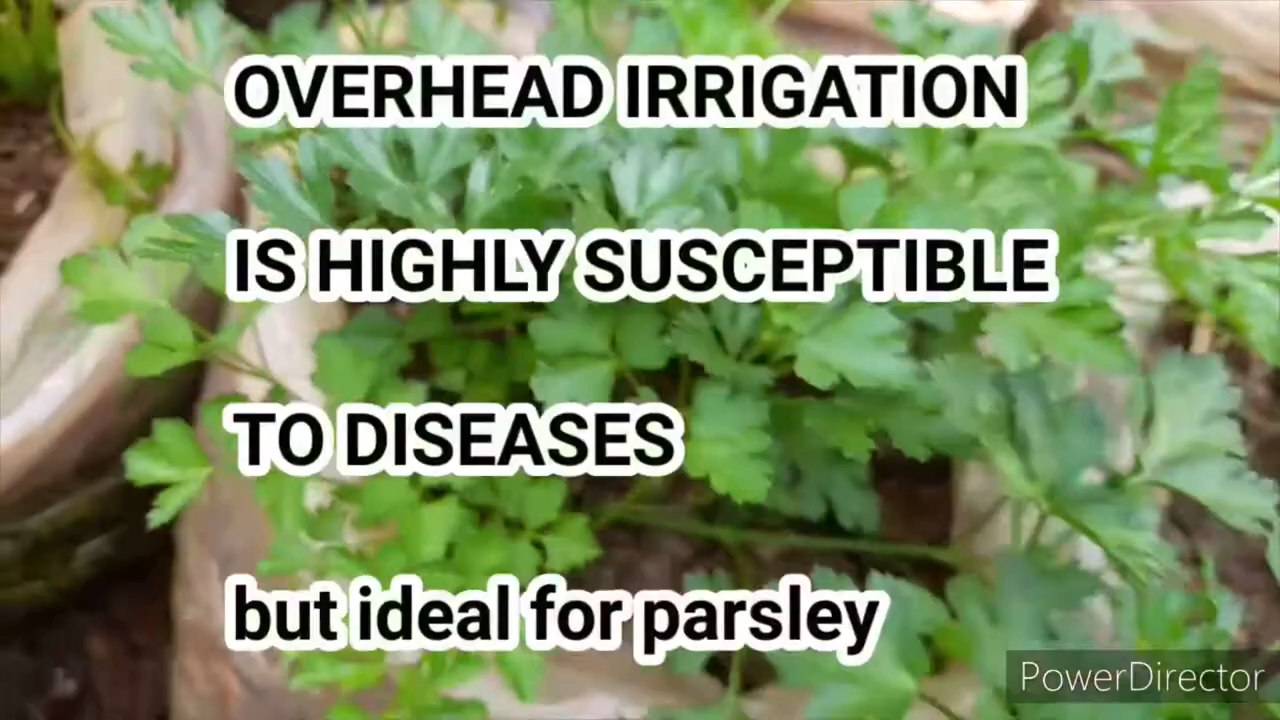 OVERHEAD IRRIGATION
IS HIGHLY SUSCEPTIBLE
TO DISEASES
but ideal for parsley
PowerDirector